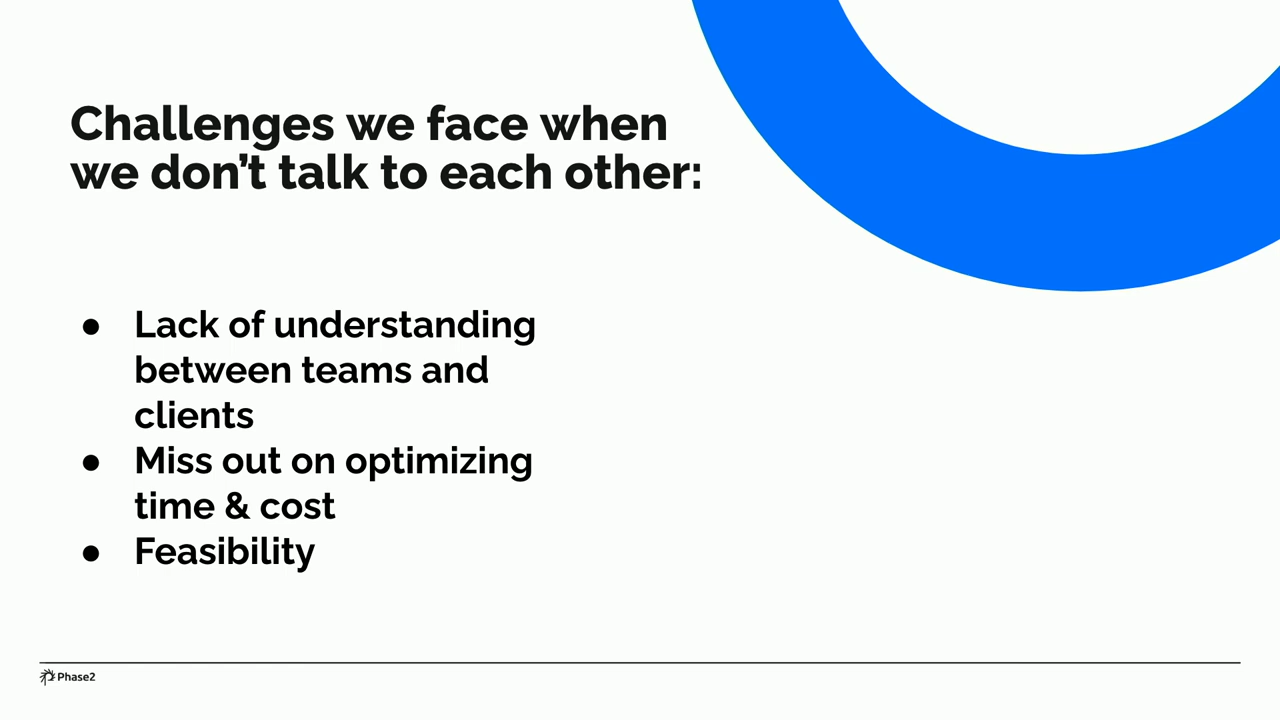 Challenges we face when
we don't talk to each other:
● Lack of understanding
between teams and
clients
● Miss out on optimizing
time & cost
● Feasibility
Phase2